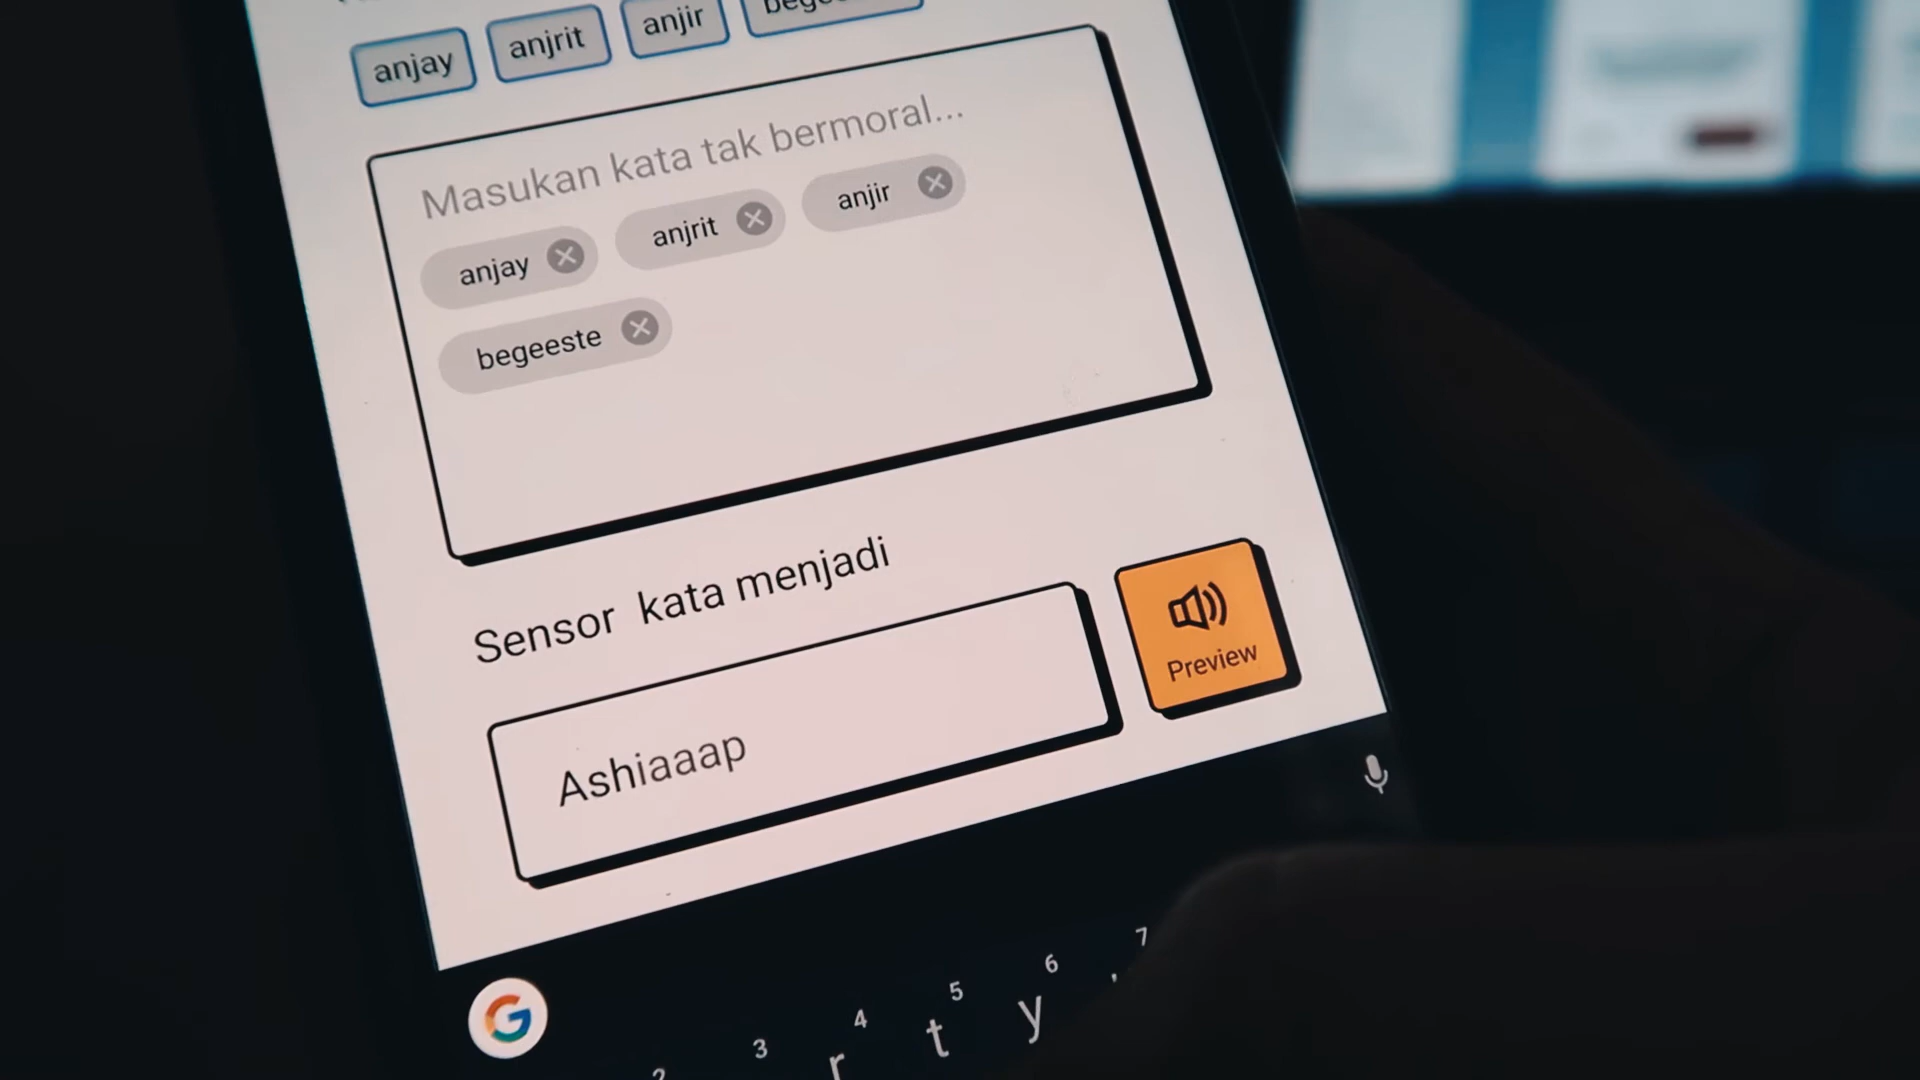 anjay anjrit anjir
Masukan kata tak bermoral...
anjay anjrit anjir
begeeste
Sensor kata menjadi
Ashiaaap
Preview
G
2 3 4 5 6 7
r t y